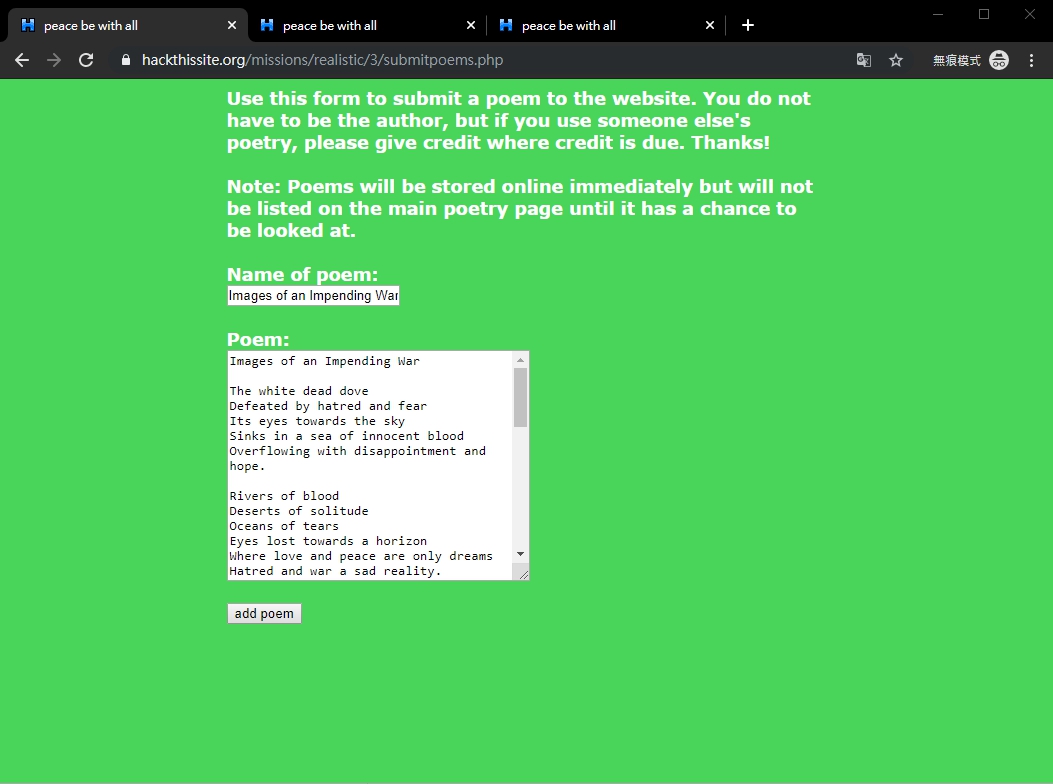 peace be with all
peace be with all
peace be with all
hackthissite.org/missions/realistic/3/submitpoems.php
無痕模式
Use this form to submit a poem to the website. You do not
have to be the author, but if you use someone else's
poetry, please give credit where credit is due. Thanks!
Note: Poems will be stored online immediately but will not
be listed on the main poetry page until it has a chance to
be looked at.
Name of poem:
Images of an Impending War
Poem:
Images of an Impending War
The white dead dove
Defeated by hatred and fear
Its eyes towards the sky
Sinks in a sea of innocent blood
Overflowing with disappointment and
hope.
Rivers of blood
Deserts of solitude
Oceans of tears
Eyes lost towards a horizon
Where love and peace are only dreams
Hatred and war a sad reality.
add poem